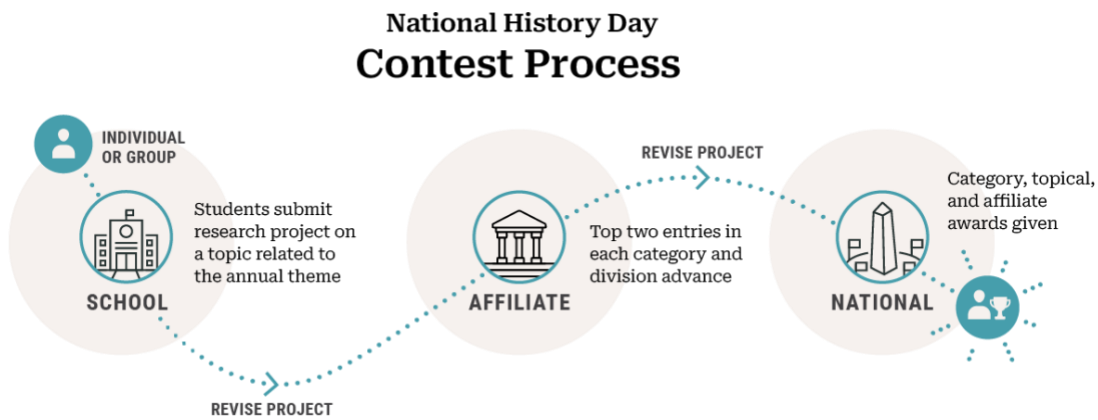 National History Day
Contest Process
INDIVIDUAL
OR GROUP
Students submit
research project on
a topic related to
the annual theme
SCHOOL
REVISE PROJECT
AFFILIATE
Top two entries in
each category and
division advance
REVISE PROJECT
NATIONAL
Category, topical,
and affiliate
awards given